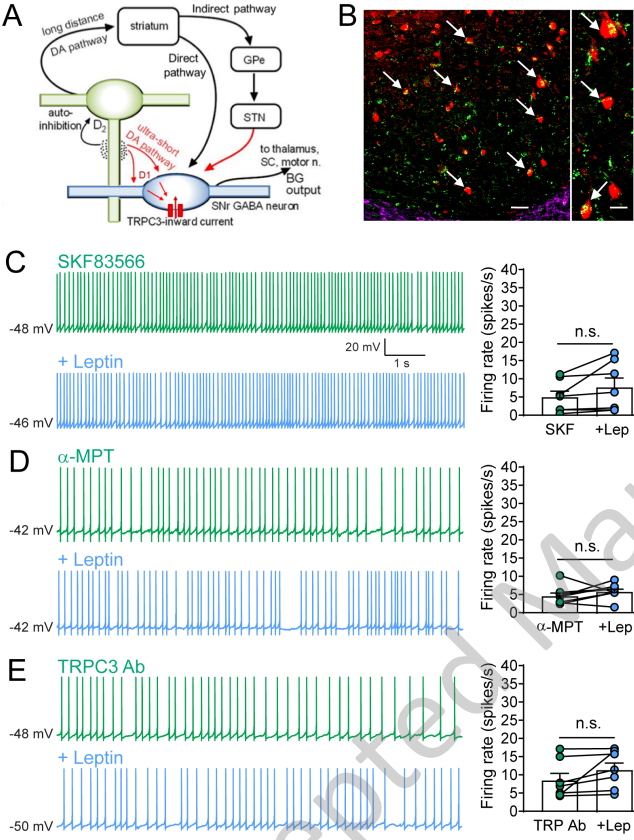 A
long distance
DA pathway
striatum
Indirect pathway
Direct
pathway
GPe
STN
auto-
inhibition
D2
ultra-short
DA pathway
D1
to thalamus,
SC, motor n.
BG
output
SNr GABA neuron
TRPC3-inward current
B
C
SKF83566
-48 mV
20 mV
1 s
+ Leptin
-46 mV
Firing rate (spikes/s)
40
35
30
25
20
15
10
5
0
n.s.
SKF
+Lep
D
α-MPT
-42 mV
+ Leptin
-42 mV
Firing rate (spikes/s)
40
35
30
25
20
15
10
5
0
n.s.
α-MPT
+Lep
E
TRPC3 Ab
-48 mV
+ Leptin
-50 mV
Firing rate (spikes/s)
40
35
30
25
20
15
10
5
0
n.s.
TRP Ab
+Lep
epted Ma